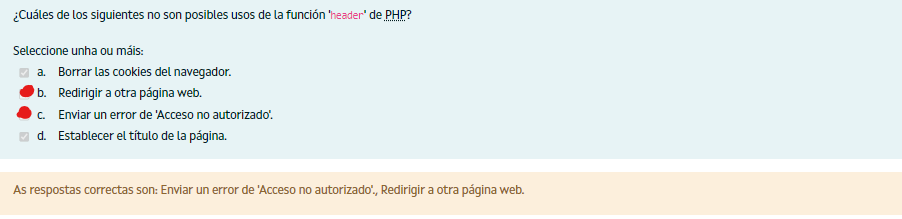 ¿Cuáles de los siguientes no son posibles usos de la función 'header' de PHP?
Seleccione unha ou máis:
a. Borrar las cookies del navegador.
b. Redirigir a otra página web.
c. Enviar un error de 'Acceso no autorizado'.
d. Establecer el título de la página.
As respostas correctas son: Enviar un error de 'Acceso no autorizado'., Redirigir a otra página web.